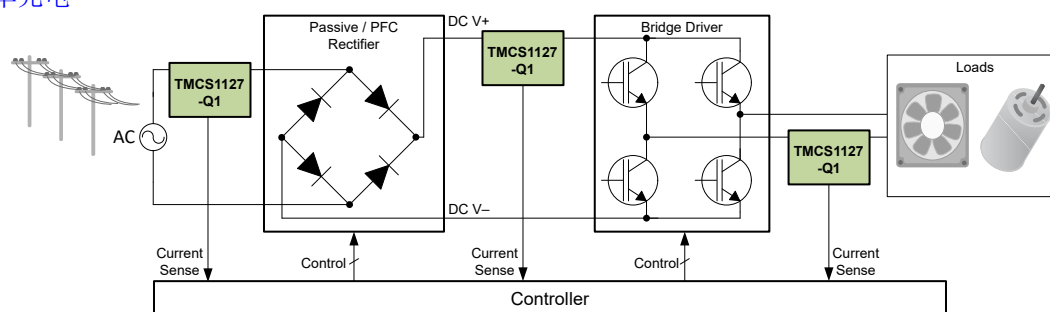 Passive / PFC
Rectifier
DC V+
Bridge Driver
TMCS1127
-Q1
TMCS1127
-Q1
Loads
AC
TMCS1127
-Q1
DC V–
Current
Sense
Control
Current
Sense
Control
Current
Sense
Controller